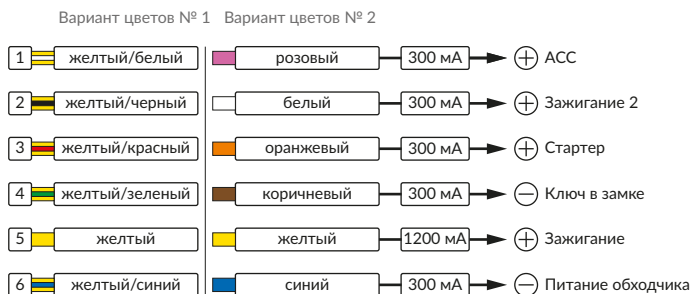 Вариант цветов № 1 Вариант цветов № 2
1 желтый/белый розовый 300 мА + ACC
2 желтый/черный белый 300 мА + Зажигание 2
3 желтый/красный оранжевый 300 мА + Стартер
4 желтый/зеленый коричневый 300 мА − Ключ в замке
5 желтый желтый 1200 мА + Зажигание
6 желтый/синий синий 300 мА − Питание обходчика